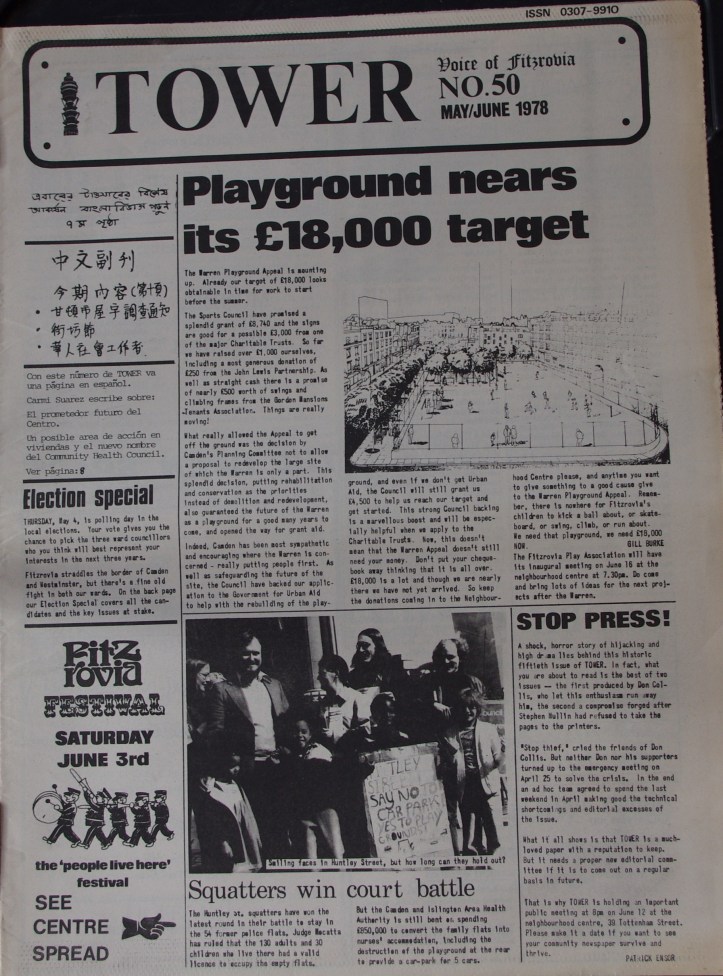 ISSN 0307-9910
TOWER
Voice of Fitzrovia
NO.50
MAY/JUNE 1978
এবারের টাওয়ারের বিশেষ
আকর্ষন বাংলা বিভাগ
৭ম পৃষ্ঠা
中文副刊
今期內容(第十頁)
• 甘頓市屋宇調查通知
• 街坊節
• 華人社會工作者
Con este número de TOWER va
una página en español.
Carmi Suarez escribe sobre:
El prometador futuro del
Centro.
Un posible area de acción en
viviendas y el nuevo nombre
del Community Health Council.
Ver página:8
Election special
THURSDAY, May 4, is polling day in the
local elections. Your vote gives you the
chance to pick the three ward councillors
who you think will best represent your
interests in the next three years.
Fitzrovia straddles the border of Camden
and Westminster, but there's a fine old
fight in both our wards. On the back page
our Election Special covers all the can-
didates and the key issues at stake.
Fitz
rovia
FESTIVAL
SATURDAY
JUNE 3rd
the 'people live here'
festival
SEE
CENTRE
SPREAD
Playground nears
its £18,000 target
The Warren Playground Appeal is mounting
up. Already our target of £18,000 looks
obtainable in time for work to start
before the summer.
The Sports Council have promised a
splendid grant of £8,740 and the signs
are good for a possible £3,000 from one
of the major Charitable Trusts. So far
we have raised over £1,000 ourselves,
including a most generous donation of
£250 from the John Lewis Partnership. As
well as straight cash there is a promise
of nearly £500 worth of swings and
climbing frames from the Gordon Mansions
Tenants Association. Things are really
moving!
What really allowed the Appeal to get
off the ground was the decision by
Camden's Planning Committee not to allow
a proposal to redevelop the large site
of which the Warren is only a part. This
splendid decision, putting rehabilitation
and conservation as the priorities
instead of demolition and redevelopment,
also guaranteed the future of the Warren
as a playground for a good many years to
come, and opened the way for grant aid.
Indeed, Camden has been most sympathetic
and encouraging where the Warren is con-
cerned - really putting people first. As
well as safeguarding the future of the
site, the Council have backed our applic-
ation to the Government for Urban Aid
to help with the rebuilding of the play-
ground, and even if we don't get Urban
Aid, the Council will still grant us
£4,500 to help us reach our target and
get started. This strong Council backing
is a marvellous boost and will be espec-
ially helpful when we apply to the
Charitable Trusts. Now, this doesn't
mean that the Warren Appeal doesn't still
need your money. Don't put your cheque-
book away thinking that it is all over.
£18,000 is a lot and though we are nearly
there we have not yet arrived. So keep
the donations coming in to the Neighbour-
hood Centre please, and anytime you want
to give something to a good cause give
to the Warren Playground Appeal. Remem-
ber, there is nowhere for Fitzrovia's
children to kick a ball about, or skate-
board, or swing, climb, or run about.
We need that playground, we need £18,000
NOW.
GILL BURKE
The Fitzrovia Play Association will have
its inaugural meeting on June 16 at the
neighbourhood centre at 7.30pm. Do come
and bring lots of ideas for the next proj-
ects after the Warren.
TLEY
SAY NO TO
CAR PARK
YES TO PLAY
Smiling faces in Huntley Street, but how long can they hold out?
Squatters win court battle
The Huntley St. squatters have won the
latest round in their battle to stay in
the 54 former police flats. Judge
has ruled that the 130 adults and 30
children who live there had a valid
licence to occupy the empty flats.
But the Camden and Islington Area Health
Authority is still bent on spending
£850,000 to convert the family flats into
nurses' accommodation, including the
destruction of the playground at the rear
to provide a car-park for 5 cars.
STOP PRESS!
A shock, horror story of hijacking and
high drama lies behind this historic
fiftieth issue of TOWER. In fact, what
you are about to read is the best of two
issues -- the first produced by Don Col-
lis, who let this enthusiasm run away
him, the second a compromise forged after
Stephen Mullin had refused to take the
pages to the printers.
"Stop thief," cried the friends of Don
Collis. But neither Don nor his supporters
turned up to the emergency meeting on
April 25 to solve the crisis. In the end
an ad hoc team agreed to spend the last
weekend in April making good the technical
shortcomings and editorial excesses of
the issue.
What it all shows is that TOWER is a much-
loved paper with a reputation to keep.
But it needs a proper new editorial comm-
ittee if it is to come out on a regular
basis in future.
That is why TOWER is holding an important
public meeting at 8pm on June 12 at the
neighbourhood centre, 39 Tottenham Street.
Please make it a date if you want to see
your community newspaper survive and
thrive.
PATRICK ENSOR